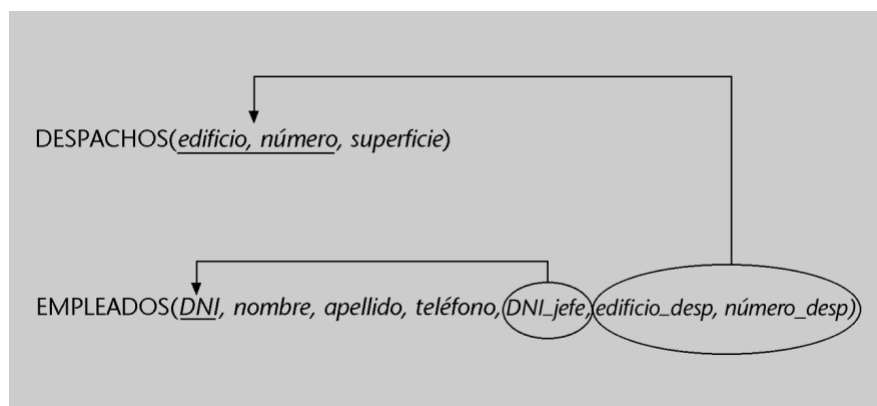 DESPACHOS(edificio, número, superficie)
EMPLEADOS(DNI, nombre, apellido, teléfono, DNI_jefe, edificio_desp, número_desp)